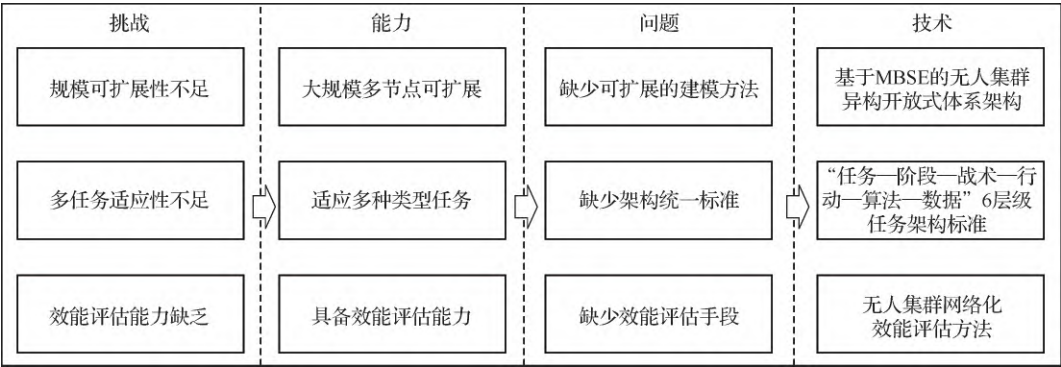 挑战
能力
问题
技术
规模可扩展性不足
大规模多节点可扩展
缺少可扩展的建模方法
基于MBSE的无人集群
异构开放式体系架构
多任务适应性不足
适应多种类型任务
缺少架构统一标准
“任务—阶段—战术—行
动—算法—数据”6层级
任务架构标准
效能评估能力缺乏
具备效能评估能力
缺少效能评估手段
无人集群网络化
效能评估方法